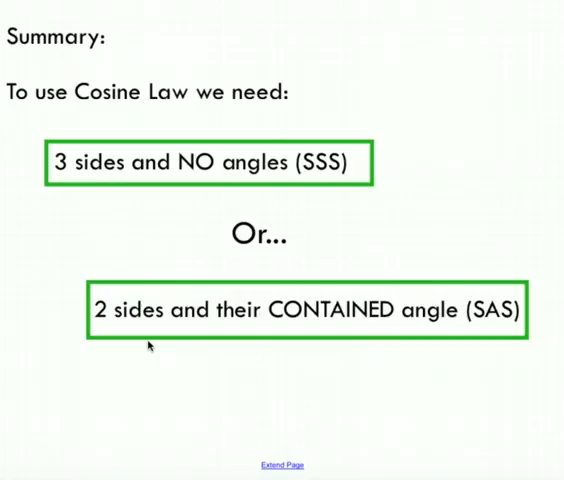 Summary:
To use Cosine Law we need:
3 sides and NO angles (SSS)
Or...
2 sides and their CONTAINED angle (SAS)
Extend Page